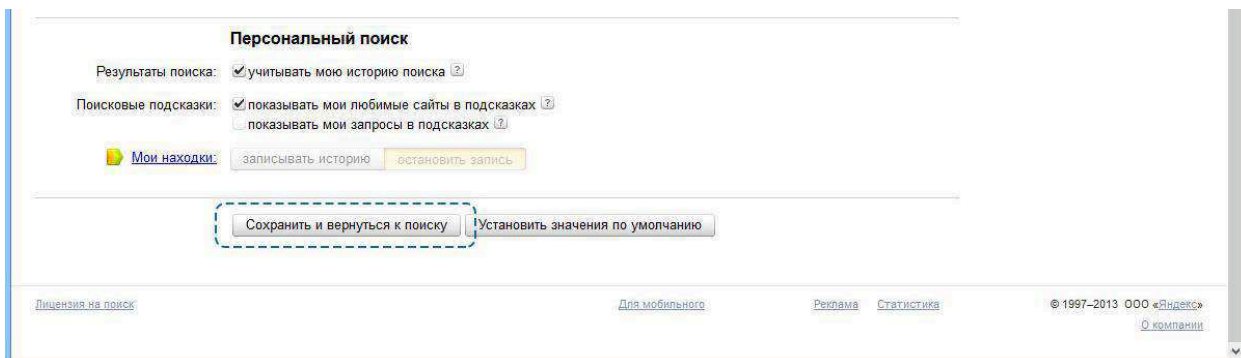 Персональный поиск
Результаты поиска: учитывать мою историю поиска ?
Поисковые подсказки: показывать мои любимые сайты в подсказках ?
показывать мои запросы в подсказках ?
Мои находки: записывать историю остановить запись
Сохранить и вернуться к поиску Установить значения по умолчанию
Лицензия на поиск Для мобильного Реклама Статистика © 1997–2013 ООО «Яндекс»
О компании